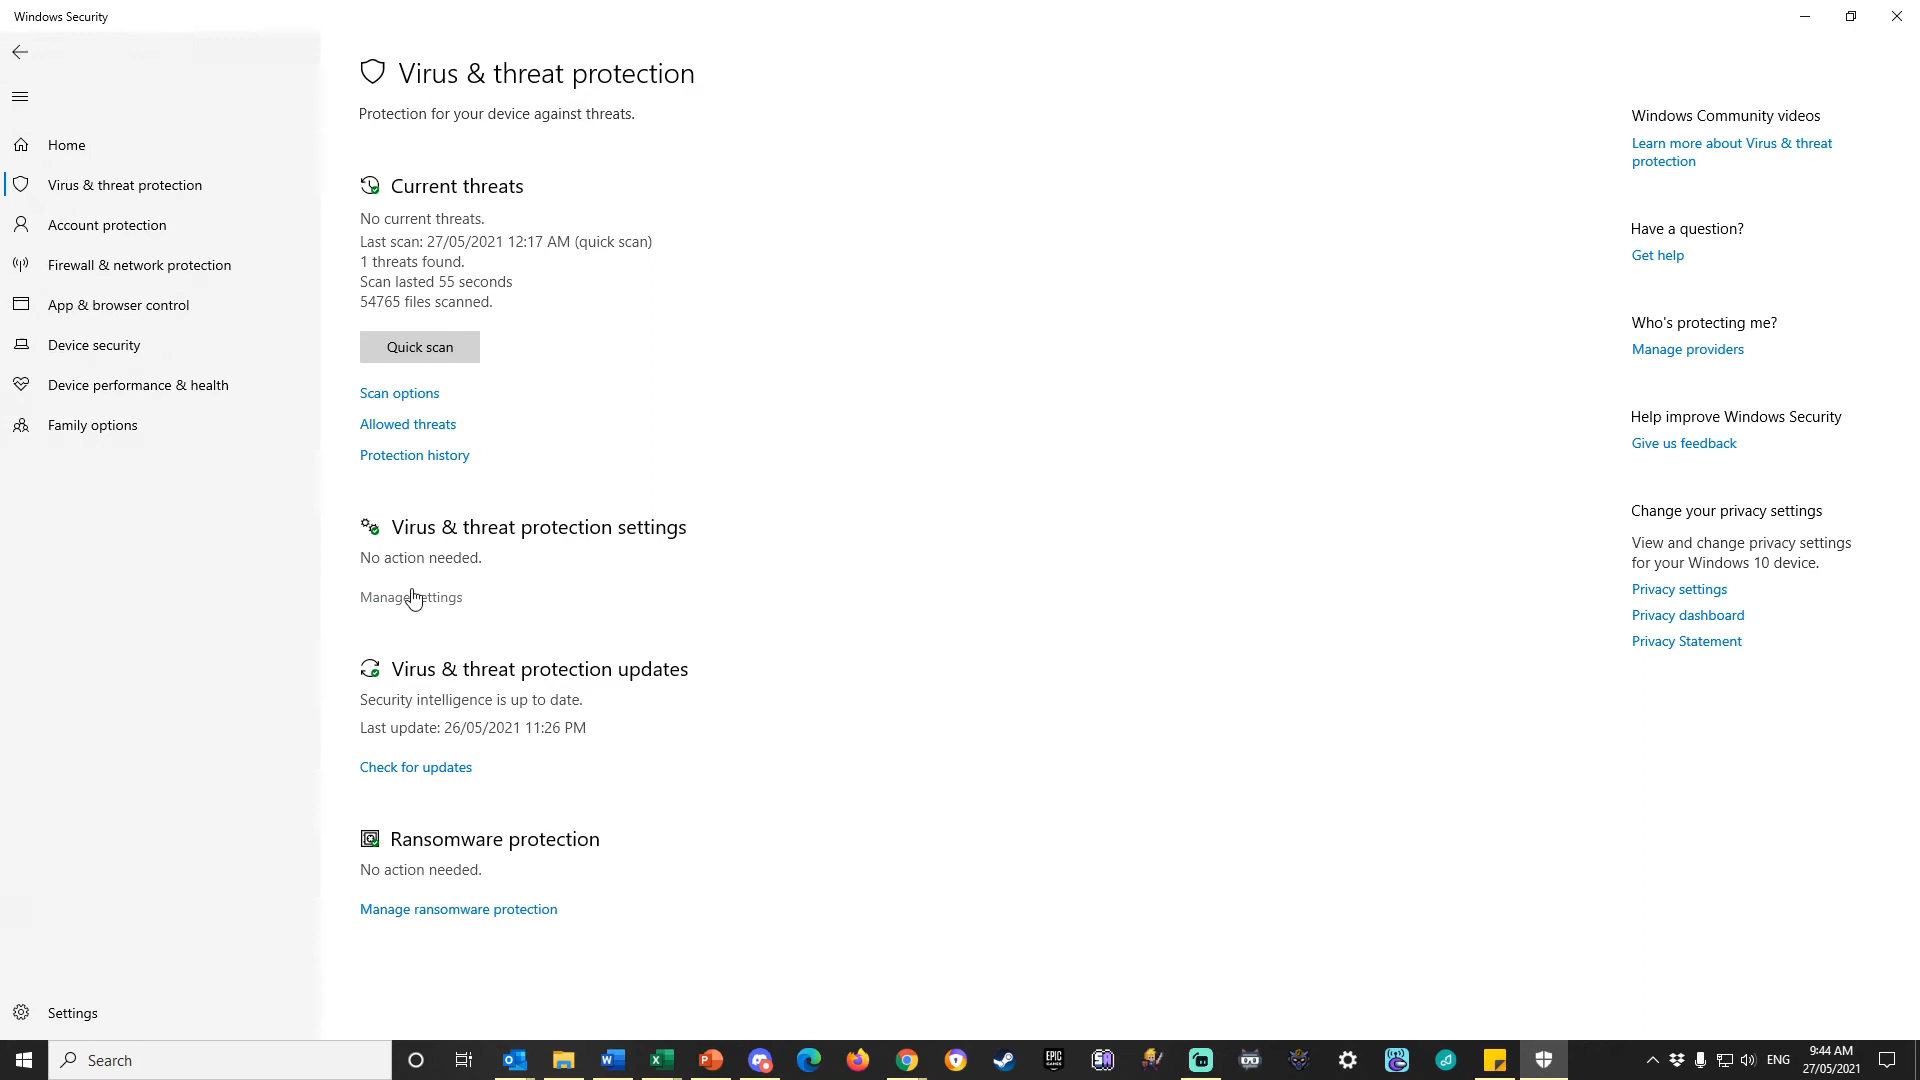 Windows Security
Home
Virus & threat protection
Account protection
Firewall & network protection
App & browser control
Device security
Device performance & health
Family options
Settings
Virus & threat protection
Protection for your device against threats.
Current threats
No current threats.
Last scan: 27/05/2021 12:17 AM (quick scan)
1 threats found.
Scan lasted 55 seconds
54765 files scanned.
Quick scan
Scan options
Allowed threats
Protection history
Virus & threat protection settings
No action needed.
Manage settings
Virus & threat protection updates
Security intelligence is up to date.
Last update: 26/05/2021 11:26 PM
Check for updates
Ransomware protection
No action needed.
Manage ransomware protection
Windows Community videos
Learn more about Virus & threat
protection
Have a question?
Get help
Who's protecting me?
Manage providers
Help improve Windows Security
Give us feedback
Change your privacy settings
View and change privacy settings
for your Windows 10 device.
Privacy settings
Privacy dashboard
Privacy Statement
Search
EPIC
GAMES
ENG
9:44 AM
27/05/2021